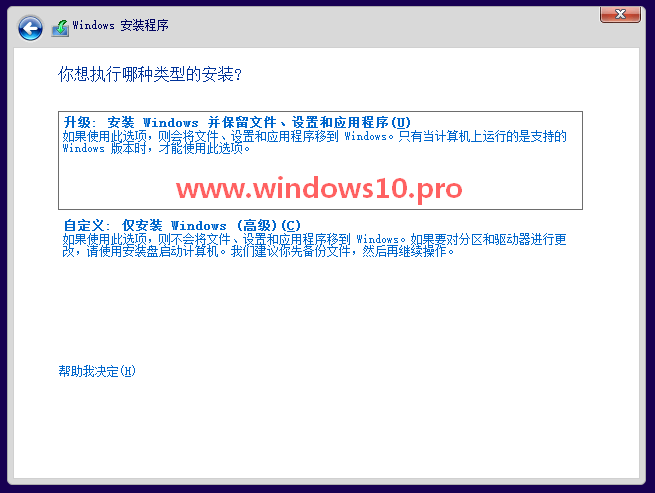 Windows 安装程序
你想执行哪种类型的安装?
升级: 安装 Windows 并保留文件、设置和应用程序(U)
如果使用此选项，则会将文件、设置和应用程序移到 Windows。只有当计算机上运行的是支持的
Windows 版本时，才能使用此选项。
www.windows10.pro
自定义: 仅安装 Windows (高级)(C)
如果使用此选项，则不会将文件、设置和应用程序移到 Windows。如果要对分区和驱动器进行更
改，请使用安装盘启动计算机。我们建议你先备份文件，然后再继续操作。
帮助我决定(H)